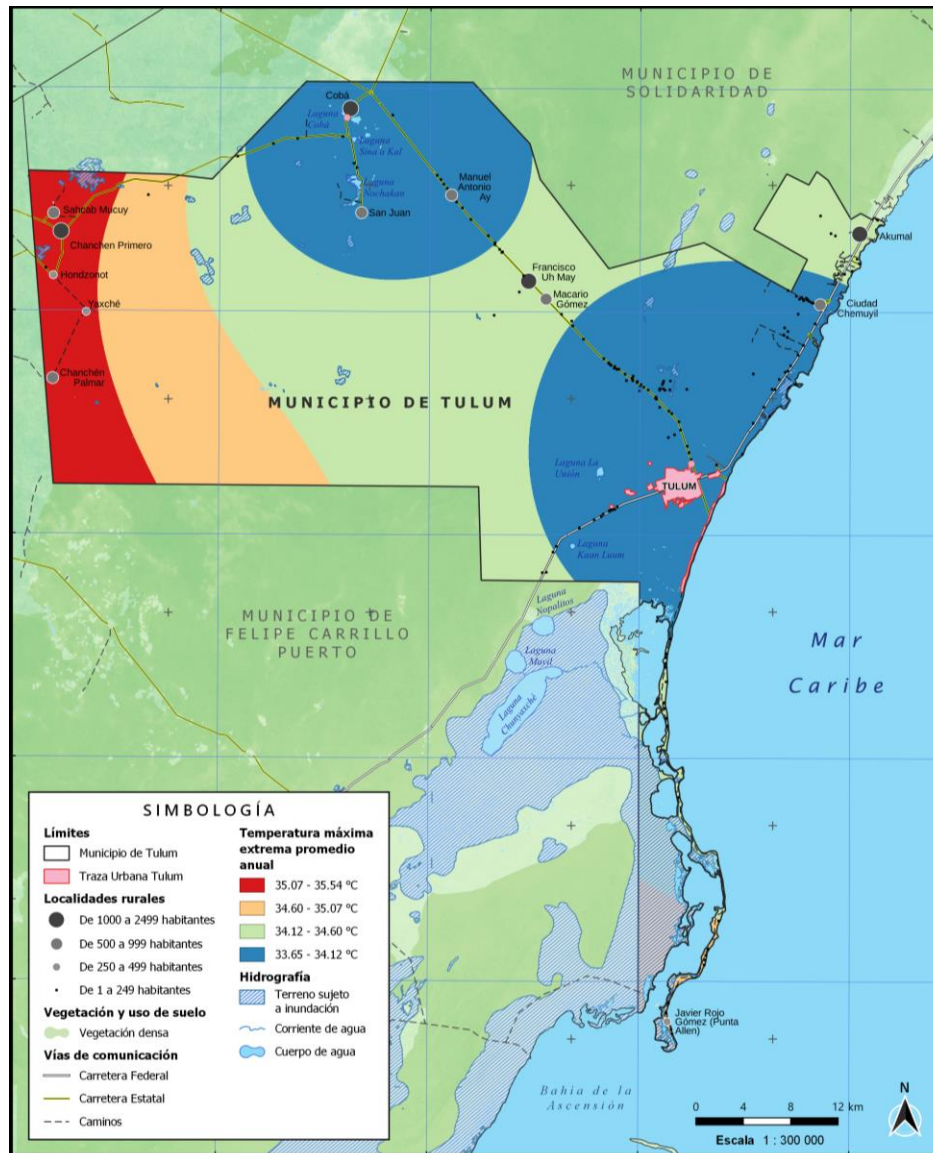 MUNICIPIO DE
SOLIDARIDAD
Cobá
Laguna
Cobá
Laguna
Sina'il Kal
Laguna
Nochakan
Manuel
Antonio
Ay
San Juan
Sahcab Mucuy
Chanchen Primero
Akumal
Hondzonot
Francisco
Uh May
Macario
Gómez
Yaxché
Ciudad
Chemuyil
Chanchén
Palmar
MUNICIPIO DE TULUM
Laguna La
Unión
TULUM
Laguna
Kaan Luum
Laguna
Nopalitos
MUNICIPIO DE
FELIPE CARRILLO
PUERTO
Laguna
Muyil
Laguna
Chunyaxché
Mar
Caribe
SIMBOLOGÍA
Límites
Municipio de Tulum
Traza Urbana Tulum
Localidades rurales
De 1000 a 2499 habitantes
De 500 a 999 habitantes
De 250 a 499 habitantes
De 1 a 249 habitantes
Vegetación y uso de suelo
Vegetación densa
Vías de comunicación
Carretera Federal
Carretera Estatal
Caminos
Temperatura máxima
extrema promedio
anual
35.07 - 35.54 ºC
34.60 - 35.07 ºC
34.12 - 34.60 ºC
33.65 - 34.12 ºC
Hidrografía
Terreno sujeto
a inundación
Corriente de agua
Cuerpo de agua
Javier Rojo
Gómez (Punta
Allen)
Bahía de la
Ascensión
N
0 4 8 12 km
Escala 1 : 300 000